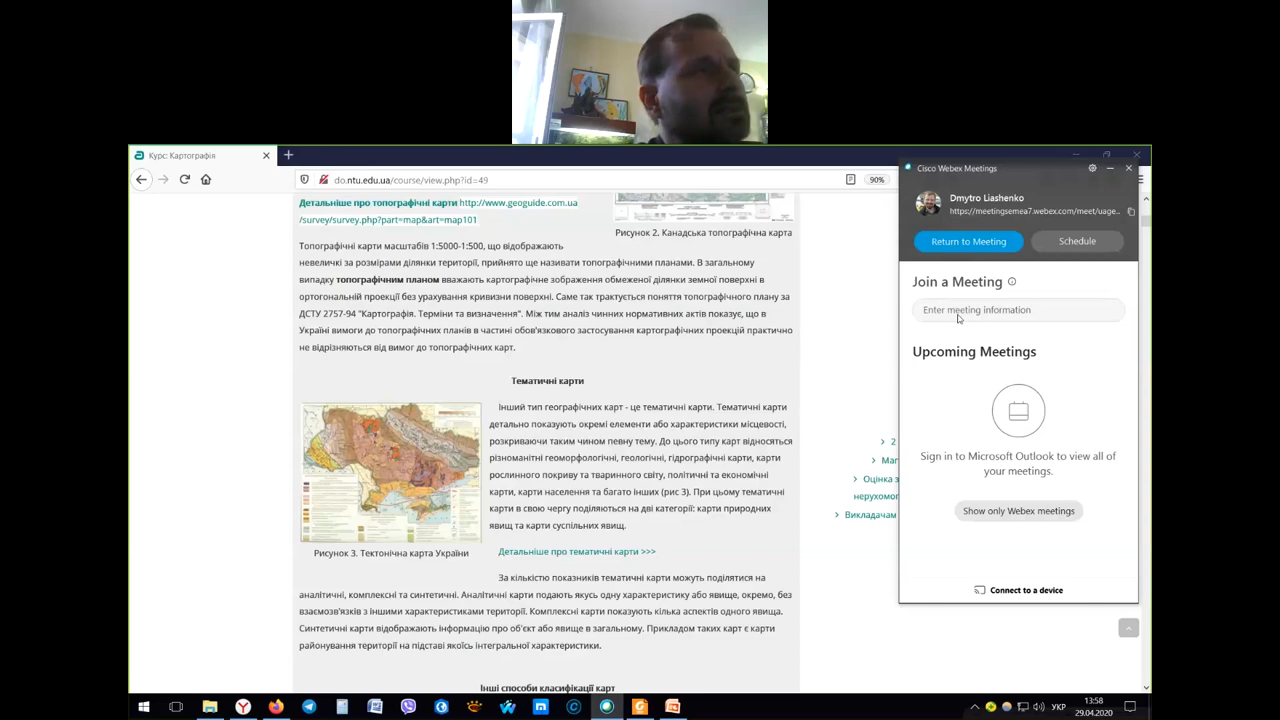 Курс: Картографія
do.ntu.edu.ua/course/view.php?id=49
90%
Детальніше про топографічні карти http://www.geoguide.com.ua
/survey/survey.php?part=map&art=map101
Рисунок 2. Канадська топографічна карта
Топографічні карти масштабів 1:5000-1:500, що відображають
невеличкі за розмірами ділянки території, прийнято ще називати топографічними планами. В загальному
випадку топографічним планом вважають картографічне зображення обмеженої ділянки земної поверхні в
ортогональній проекції без урахування кривизни поверхні. Саме так трактується поняття топографічного плану за
ДСТУ 2757-94 "Картографія. Терміни та визначення". Між тим аналіз чинних нормативних актів показує, що в
Україні вимоги до топографічних планів в частині обов'язкового застосування картографічних проекцій практично
не відрізняються від вимог до топографічних карт.
Тематичні карти
Інший тип географічних карт - це тематичні карти. Тематичні карти
детально показують окремі елементи або характеристики місцевості,
розкриваючи таким чином певну тему. До цього типу карт відносяться
різноманітні геоморфологічні, геологічні, гідрографічні карти, карти
рослинного покриву та тваринного світу, політичні та економічні
карти, карти населення та багато інших (рис 3). При цьому тематичні
карти в свою чергу поділяються на дві категорії: карти природних
явищ та карти суспільних явищ.
Рисунок 3. Тектонічна карта України
Детальніше про тематичні карти >>>
За кількістю показників тематичні карти можуть поділятися на
аналітичні, комплексні та синтетичні. Аналітичні карти подають якусь одну характеристику або явище, окремо, без
взаємозв'язків з іншими характеристиками території. Комплексні карти показують кілька аспектів одного явища.
Синтетичні карти відображають інформацію про об'єкт або явище в загальному. Прикладом таких карт є карти
районування території на підставі якоїсь інтегральної характеристики.
Інші способи класифікації карт
> 2
> Маг
> Оцінка з
нерухомог
> Викладачам
Cisco Webex Meetings
Dmytro Liashenko
https://meetingsemea7.webex.com/meet/uage...
Return to Meeting
Schedule
Join a Meeting
Enter meeting information
Upcoming Meetings
Sign in to Microsoft Outlook to view all of
your meetings.
Show only Webex meetings
Connect to a device
УКР
13:58
29.04.2020